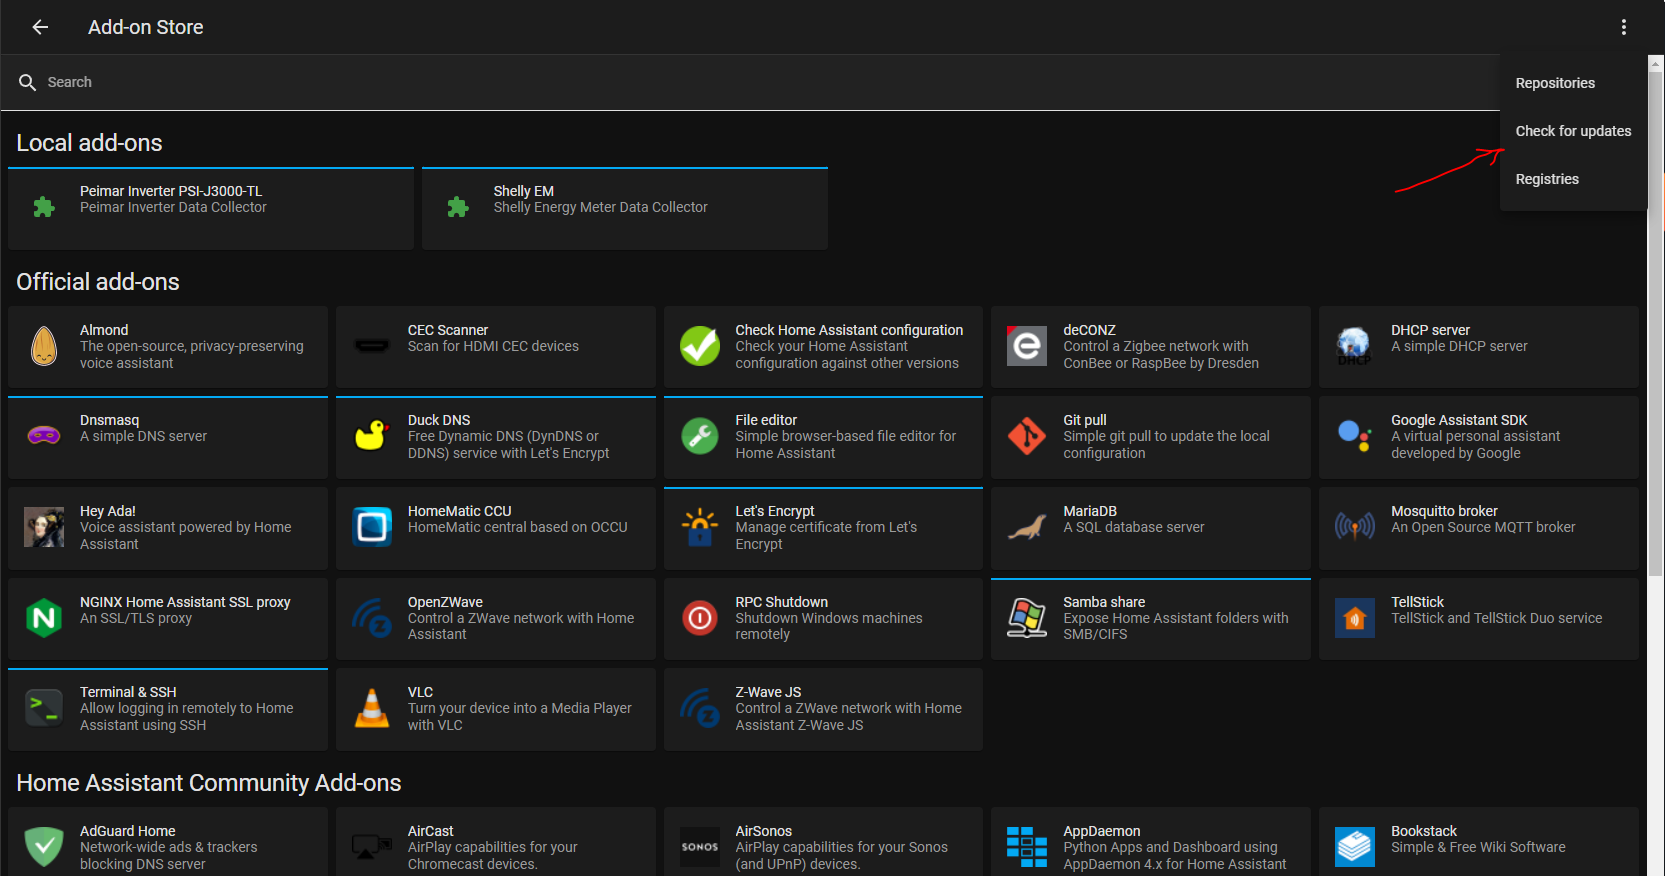 Add-on Store
Search
Repositories
Check for updates
Registries
Local add-ons
Peimar Inverter PSI-J3000-TL
Peimar Inverter Data Collector
Shelly EM
Shelly Energy Meter Data Collector
Official add-ons
Almond
The open-source, privacy-preserving
voice assistant
CEC Scanner
Scan for HDMI CEC devices
Check Home Assistant configuration
Check your Home Assistant
configuration against other versions
deCONZ
Control a Zigbee network with
ConBee or RaspBee by Dresden
DHCP
DHCP server
A simple DHCP server
Dnsmasq
A simple DNS server
Duck DNS
Free Dynamic DNS (DynDNS or
DDNS) service with Let's Encrypt
File editor
Simple browser-based file editor for
Home Assistant
Git pull
Simple git pull to update the local
configuration
Google Assistant SDK
A virtual personal assistant
developed by Google
Hey Ada!
Voice assistant powered by Home
Assistant
HomeMatic CCU
HomeMatic central based on OCCU
Let's Encrypt
Manage certificate from Let's
Encrypt
MariaDB
A SQL database server
Mosquitto broker
An Open Source MQTT broker
NGINX Home Assistant SSL proxy
An SSL/TLS proxy
OpenZWave
Control a ZWave network with Home
Assistant
RPC Shutdown
Shutdown Windows machines
remotely
Samba share
Expose Home Assistant folders with
SMB/CIFS
TellStick
TellStick and TellStick Duo service
Terminal & SSH
Allow logging in remotely to Home
Assistant using SSH
VLC
Turn your device into a Media Player
with VLC
Z-Wave JS
Control a ZWave network with Home
Assistant Z-Wave JS
Home Assistant Community Add-ons
AdGuard Home
Network-wide ads & trackers
blocking DNS server
AirCast
AirPlay capabilities for your
Chromecast devices.
SONOS
AirSonos
AirPlay capabilities for your Sonos
(and UPnP) devices.
AppDaemon
Python Apps and Dashboard using
AppDaemon 4.x for Home Assistant
Bookstack
Simple & Free Wiki Software